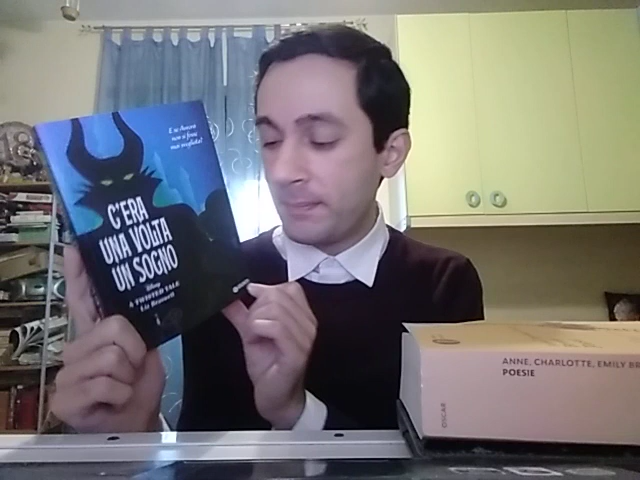 E se Aurora
non si fosse
mai svegliata?
C'ERA
UNA VOLTA
UN SOGNO
Disney
A TWISTED TALE
Liz Braswell
ANNE, CHARLOTTE, EMILY BR
POESIE
OSCAR